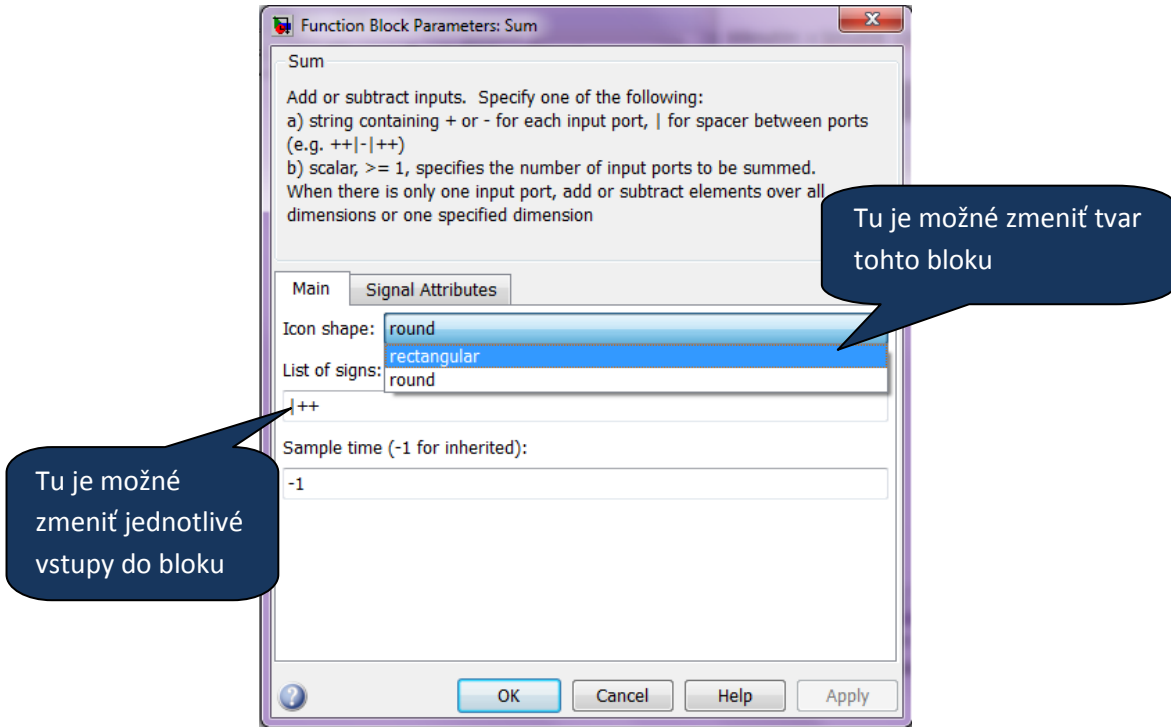 Function Block Parameters: Sum
Sum
Add or subtract inputs. Specify one of the following:
a) string containing + or - for each input port, | for spacer between ports
(e.g. ++|-|++)
b) scalar, >= 1, specifies the number of input ports to be summed.
When there is only one input port, add or subtract elements over all
dimensions or one specified dimension
Tu je možné zmeniť tvar
tohto bloku
Main Signal Attributes
Icon shape: round
rectangular
List of signs:
round
|++
Sample time (-1 for inherited):
-1
Tu je možné
zmeniť jednotlivé
vstupy do bloku
OK Cancel Help Apply